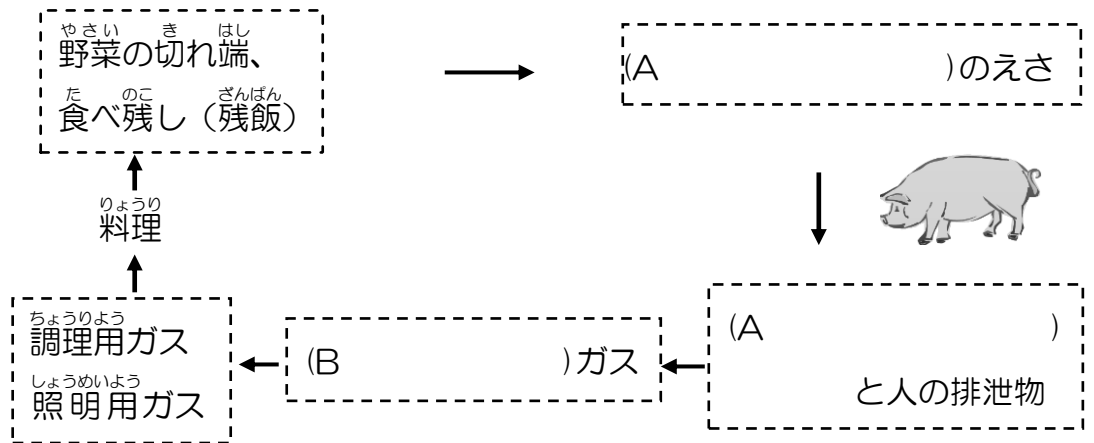 野菜の切れ端、
食べ残し（残飯）
(A )のえさ
料理
調理用ガス
照明用ガス
(B )ガス
(A )
と人の排泄物
やさい き はし
た のこ ざんぱん
りょうり
ちょうりよう
しょうめいよう